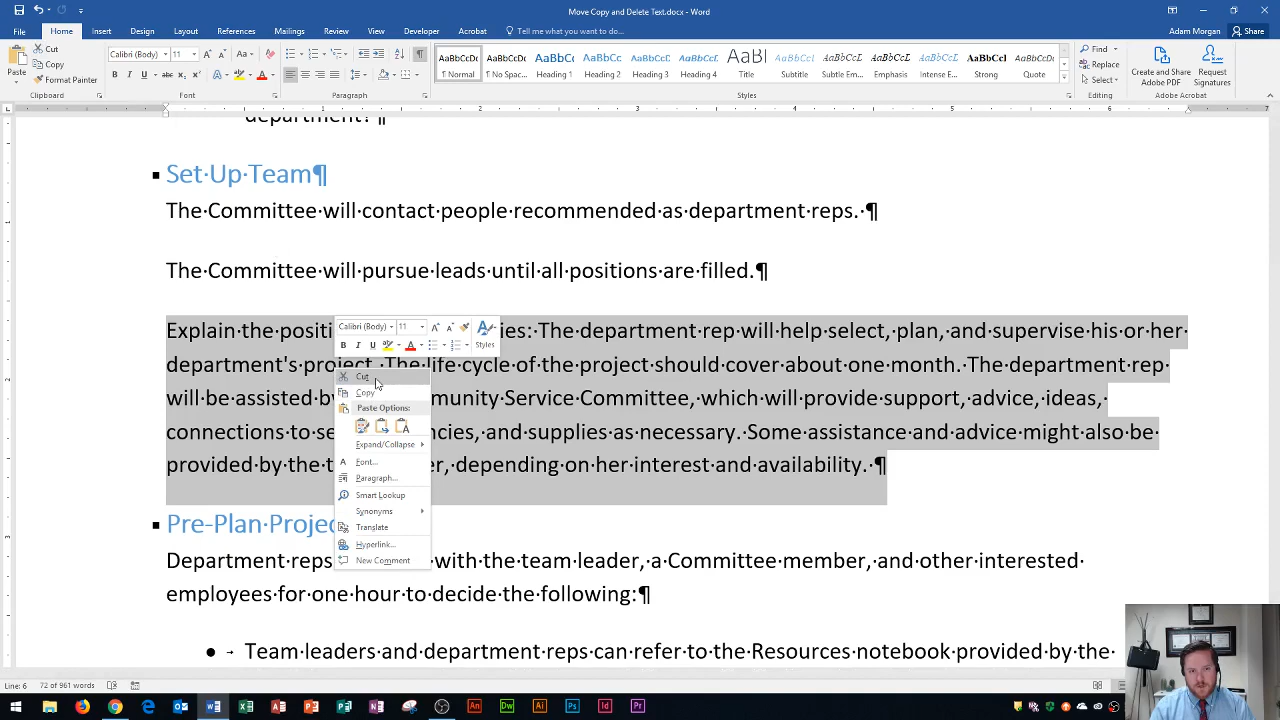 Move Copy and Delete Text.docx - Word
File Home Insert Design Layout References Mailings Review View ACROBAT Tell me what you want to do... Adam Morgan Share
Paste Cut Copy Format Painter
Calibri (Body) 11
Normal No Spac... Heading 1 Heading 2 Heading 3 Heading 4 Title Subtitle Subtle Em... Emphasis Intense E... Strong Quote
Find Replace Select
Create and Share Adobe PDF Request Signatures
Clipboard Font Paragraph Styles Editing Adobe Acrobat
department?¶
Set·Up·Team¶
The·Committee·will·contact·people·recommended·as·department·reps.·¶
The·Committee·will·pursue·leads·until·all·positions·are·filled.¶
Explain·the·positi ies:·The·department·rep·will·help·select,·plan,·and·supervise·his·or·her·
department's·project.·The·life·cycle·of·the·project·should·cover·about·one·month.·The·department·rep·
will·be·assisted·by munity·Service·Committee,·which·will·provide·support,·advice,·ideas,·
connections·to·se ncies,·and·supplies·as·necessary.·Some·assistance·and·advice·might·also·be·
provided·by·the·t er,·depending·on·her·interest·and·availability.·¶
Calibri (Body) 11
B I U A Styles
Cut
Copy
Paste Options:
Expand/Collapse
Font...
Paragraph...
Smart Lookup
Synonyms
Translate
Hyperlink...
New Comment
Pre-Plan·Projec
Department·reps with·the·team·leader,·a·Committee·member,·and·other·interested·
employees·for·one·hour·to·decide·the·following:¶
Team·leaders·and·department·reps·can·refer·to·the·Resources·notebook·provided·by·the·
Line: 6 72 of 961 words